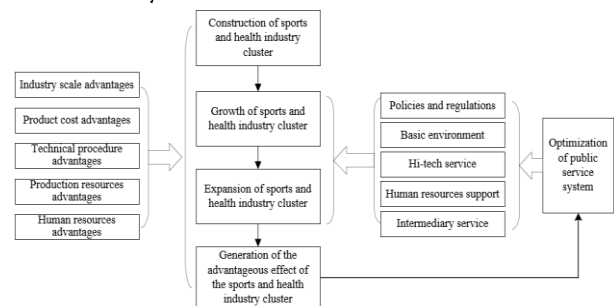 Construction of sports
and health industry
cluster
Industry scale advantages
Product cost advantages
Technical procedure
advantages
Production resources
advantages
Human resources
advantages
Growth of sports and
health industry cluster
Expansion of sports and
health industry cluster
Generation of the
advantageous effect of
the sports and health
industry cluster
Policies and regulations
Basic environment
Hi-tech service
Human resources support
Intermediary service
Optimization
of public
service
system